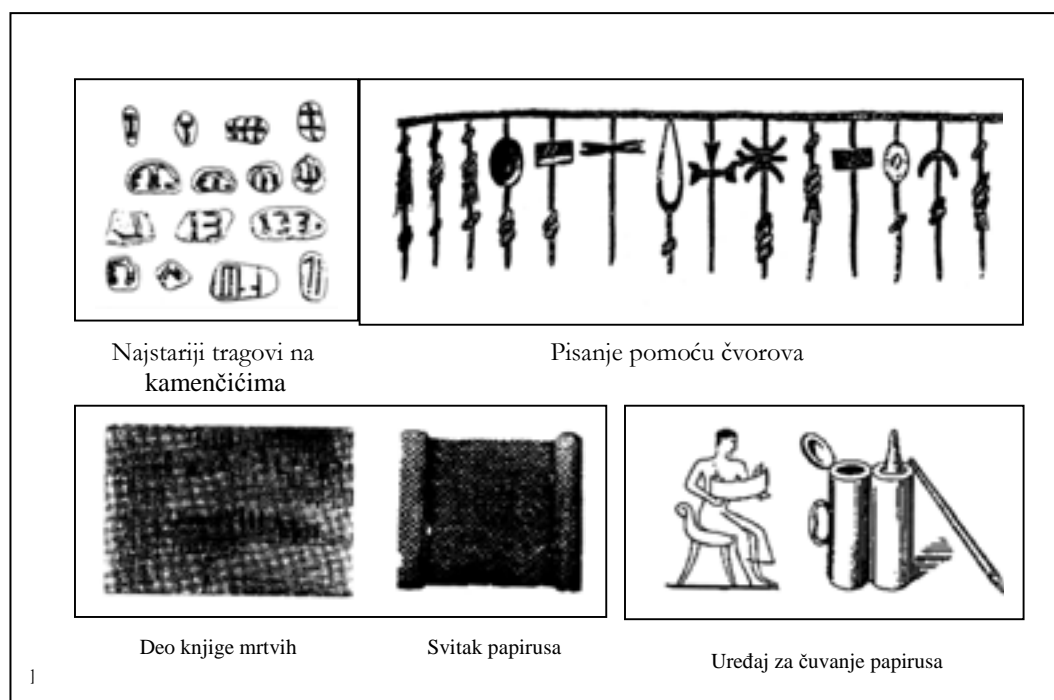 Najstariji tragovi na
kamenčićima
Pisanje pomoću čvorova
Deo knjige mrtvih
Svitak papirusa
Uređaj za čuvanje papirusa